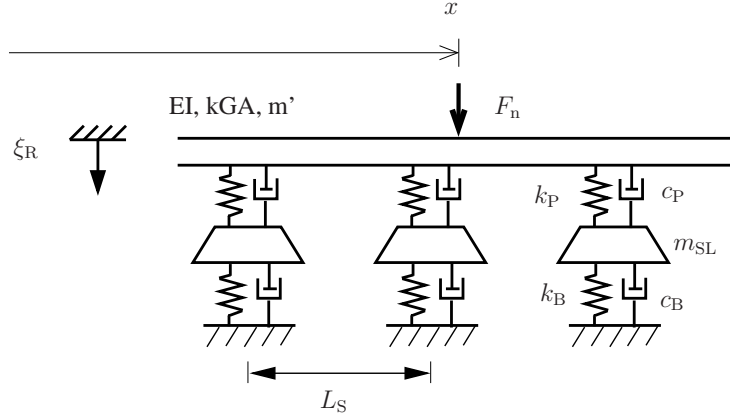 x
EI, kGA, m'
F_n
ξ_R
k_P
c_P
m_SL
k_B
c_B
L_S